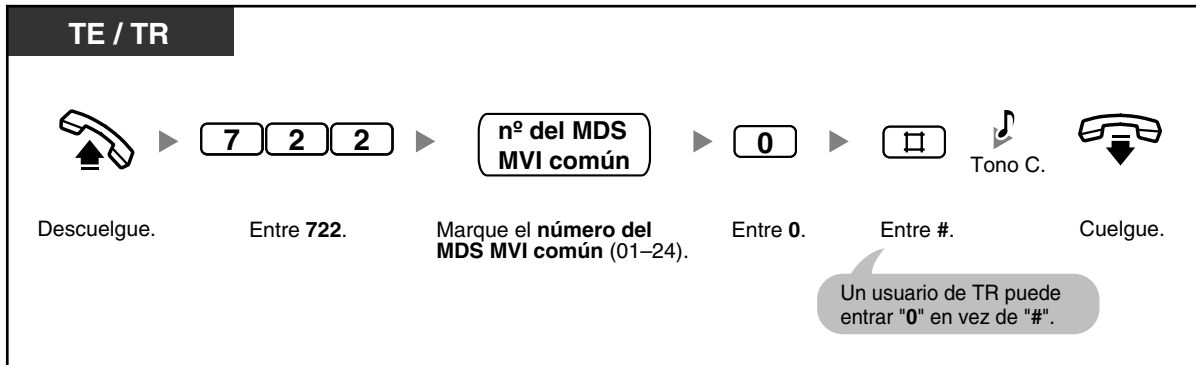 TE / TR
7 2 2
nº del MDS
MVI común
0
#
Tono C.
Descuelgue.
Entre 722.
Marque el número del
MDS MVI común (01–24).
Entre 0.
Entre #.
Cuelgue.
Un usuario de TR puede
entrar "0" en vez de "#".